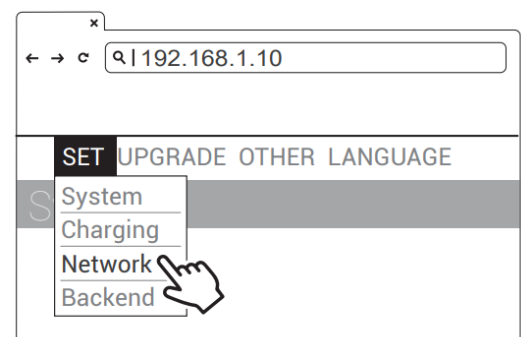 192.168.1.10
SET UPGRADE OTHER LANGUAGE
System
Charging
Network
Backend